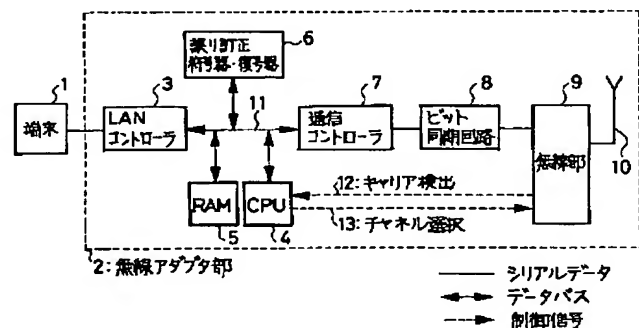 6
誤り訂正
符号器・復号器
1
端末
3
LAN
コントローラ
11
7
通信
コントローラ
8
ビット
同期回路
9
無線部
10
RAM
5
CPU
4
12:キャリア検出
13:チャネル選択
2:無線アダプタ部
シリアルデータ
データバス
制御信号